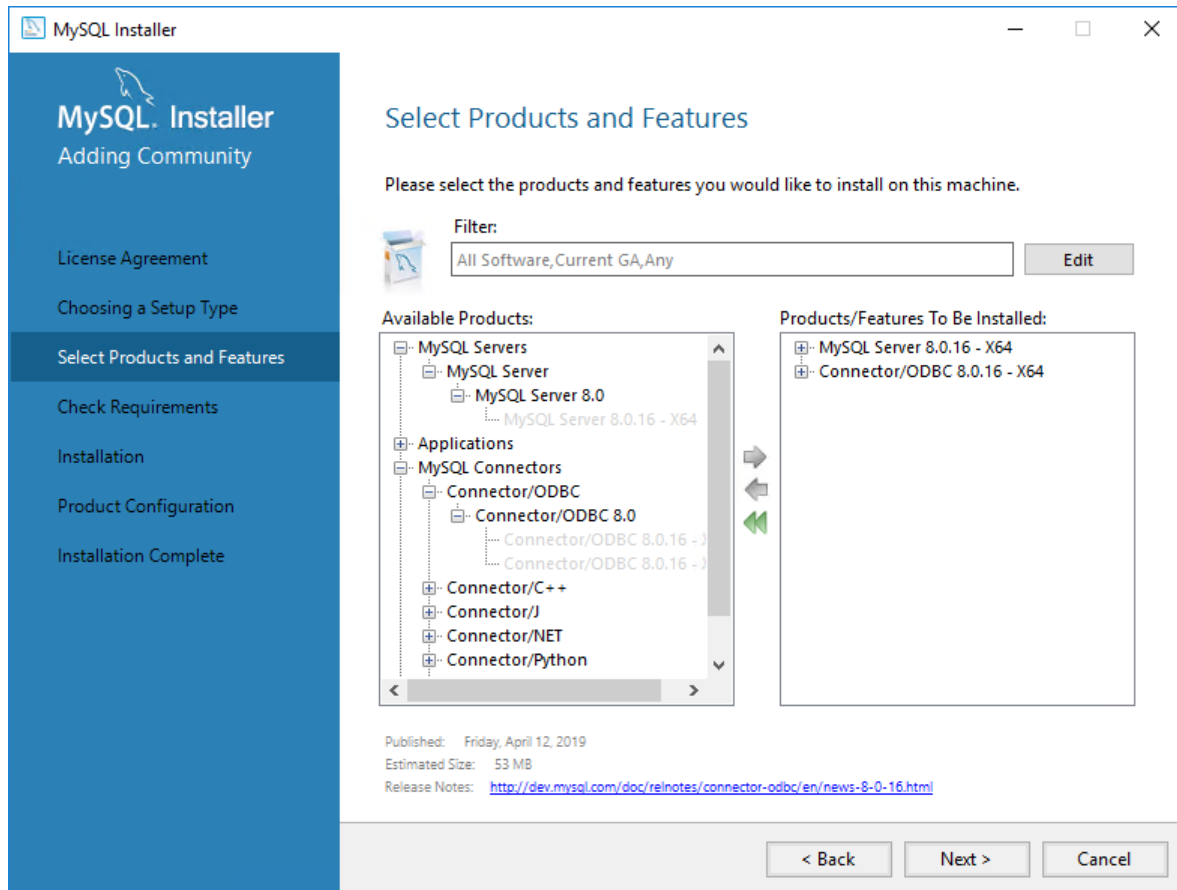 MySQL Installer
MySQL. Installer
Adding Community
License Agreement
Choosing a Setup Type
Select Products and Features
Check Requirements
Installation
Product Configuration
Installation Complete
Select Products and Features
Please select the products and features you would like to install on this machine.
Filter:
All Software,Current GA,Any
Edit
Available Products:
MySQL Servers
MySQL Server
MySQL Server 8.0
MySQL Server 8.0.16 - X64
Applications
MySQL Connectors
Connector/ODBC
Connector/ODBC 8.0
Connector/ODBC 8.0.16 - X
Connector/ODBC 8.0.16 - X
Connector/C++
Connector/J
Connector/NET
Connector/Python
Products/Features To Be Installed:
MySQL Server 8.0.16 - X64
Connector/ODBC 8.0.16 - X64
Published: Friday, April 12, 2019
Estimated Size: 53 MB
Release Notes: http://dev.mysql.com/doc/relnotes/connector-odbc/en/news-8-0-16.html
< Back
Next >
Cancel